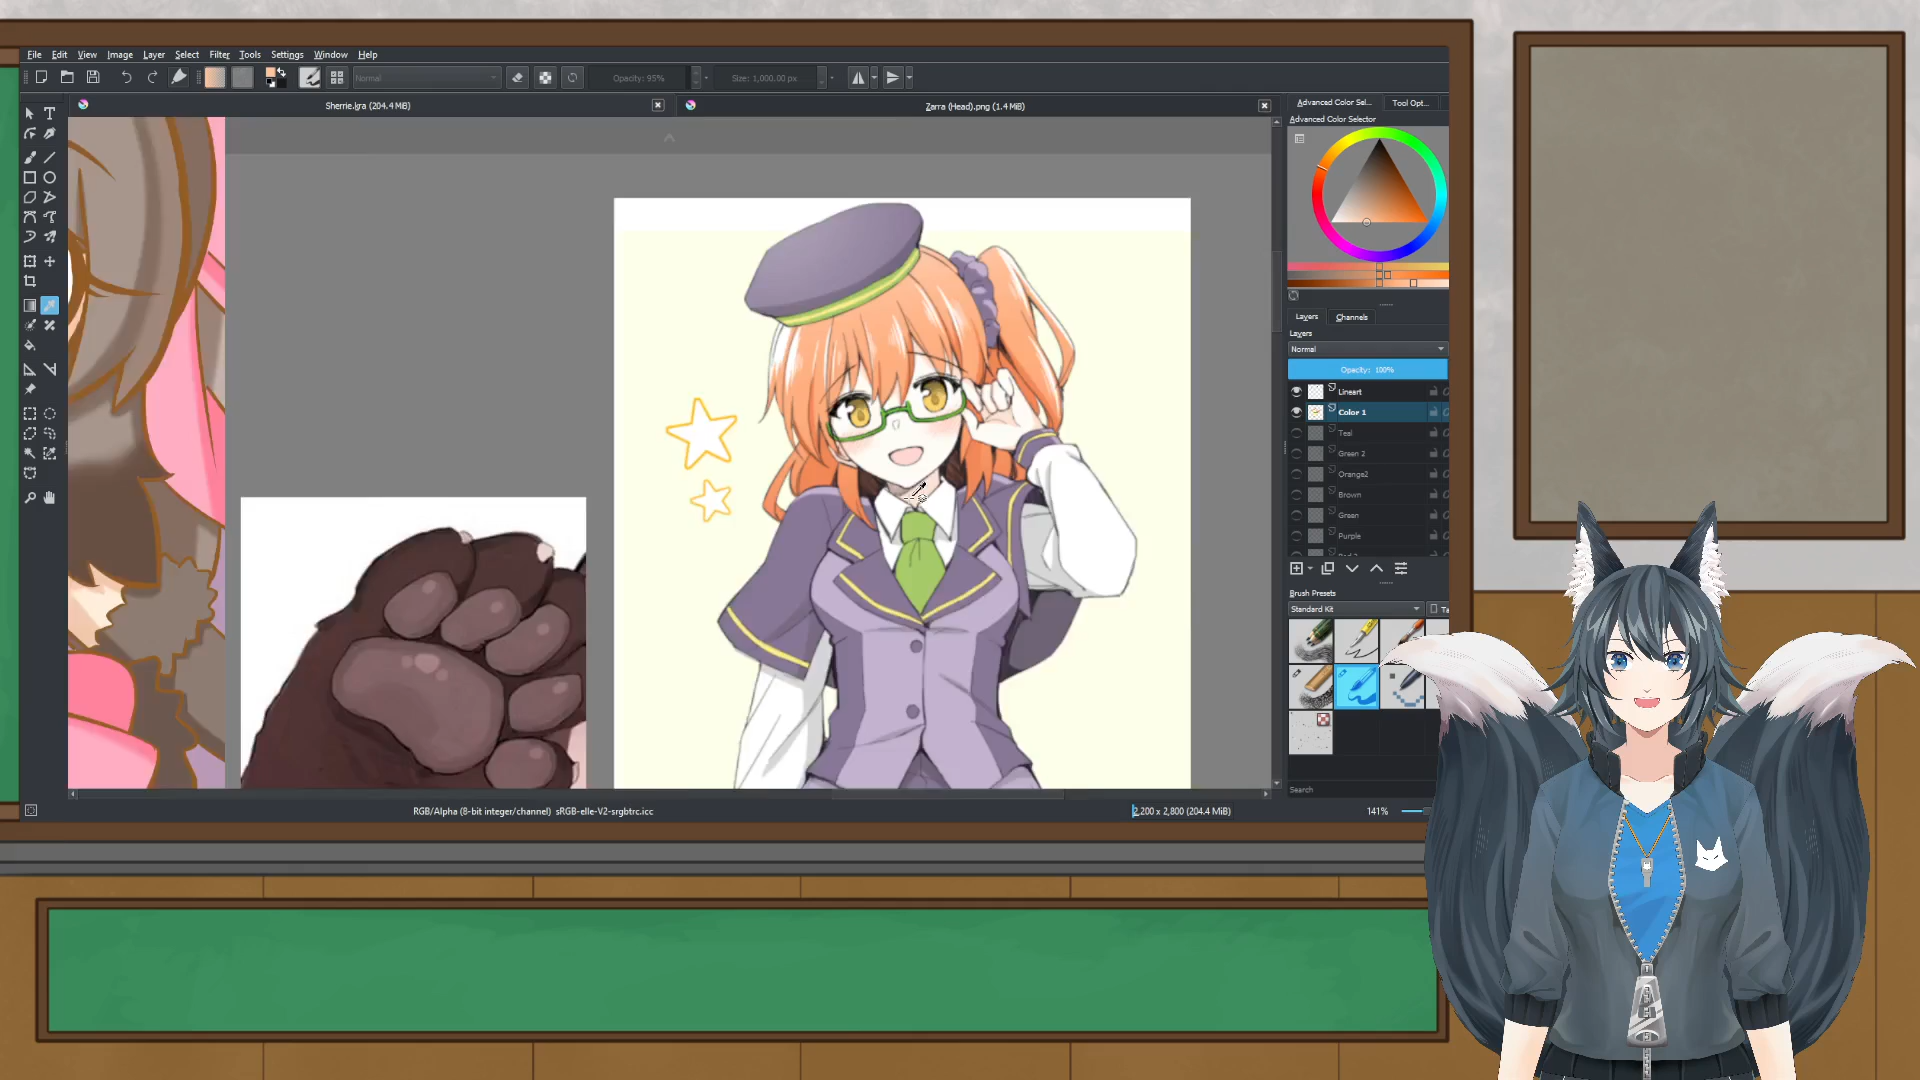 File Edit View Image Layer Select Filter Tools Settings Window Help
Normal Opacity: 95% Size: 1,000.00 px
Sherrie.kra (204.4 MiB) Zarra (Head).png (1.4 MiB)
Advanced Color Sel... Tool Opt...
Advanced Color Selector
Layers Channels
Layers
Normal
Opacity: 100%
Lineart
Color 1
Teal
Green 2
Orange2
Brown
Green
Purple
Brush Presets
Standard Kit Ta
Search
RGB/Alpha (8-bit integer/channel) sRGB-elle-V2-srgbtrc.icc 2,200 x 2,800 (204.4 MiB) 141%